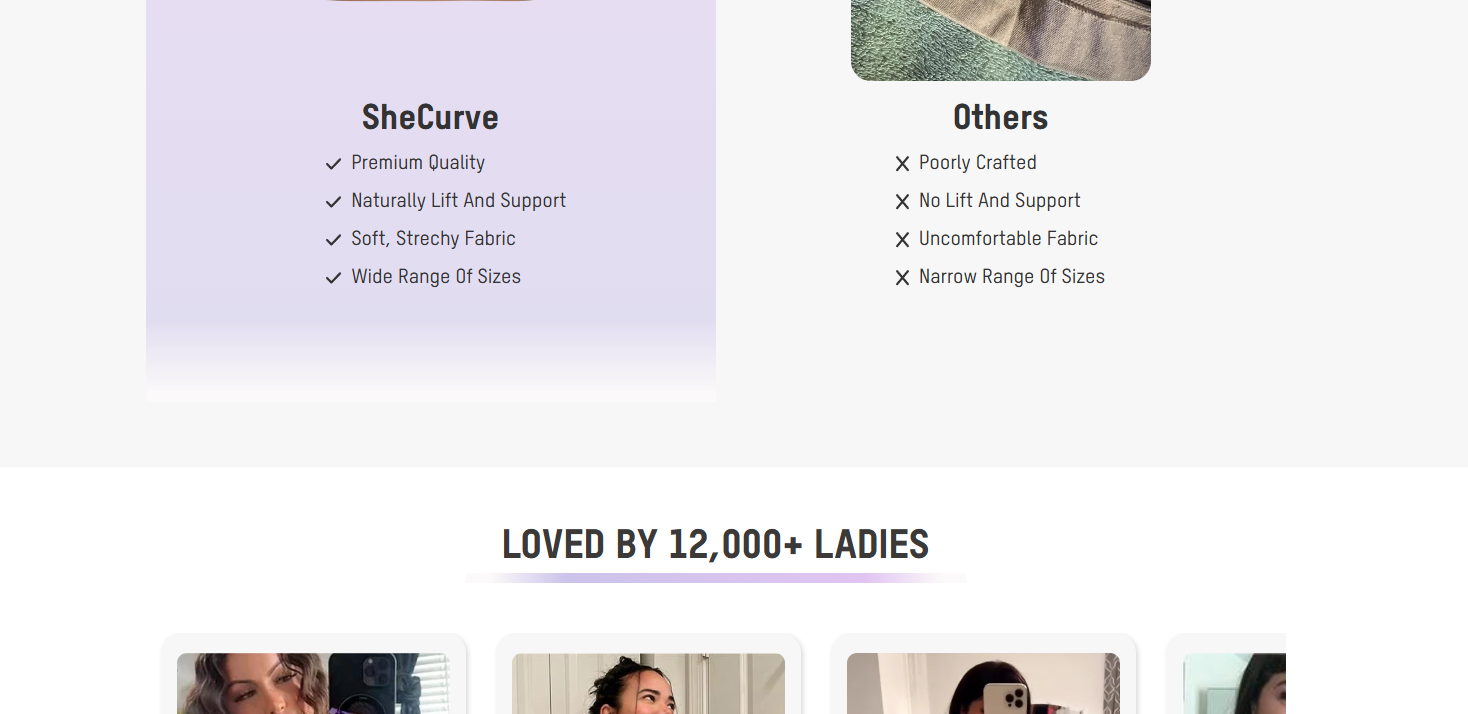 SheCurve
Premium Quality
Naturally Lift And Support
Soft, Strechy Fabric
Wide Range Of Sizes
Others
Poorly Crafted
No Lift And Support
Uncomfortable Fabric
Narrow Range Of Sizes
LOVED BY 12,000+ LADIES